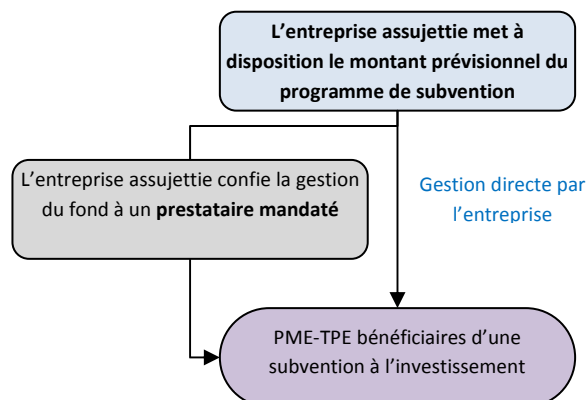 L’entreprise assujettie met à
disposition le montant prévisionnel du
programme de subvention
L’entreprise assujettie confie la gestion
du fond à un prestataire mandaté
Gestion directe par
l’entreprise
PME-TPE bénéficiaires d’une
subvention à l’investissement